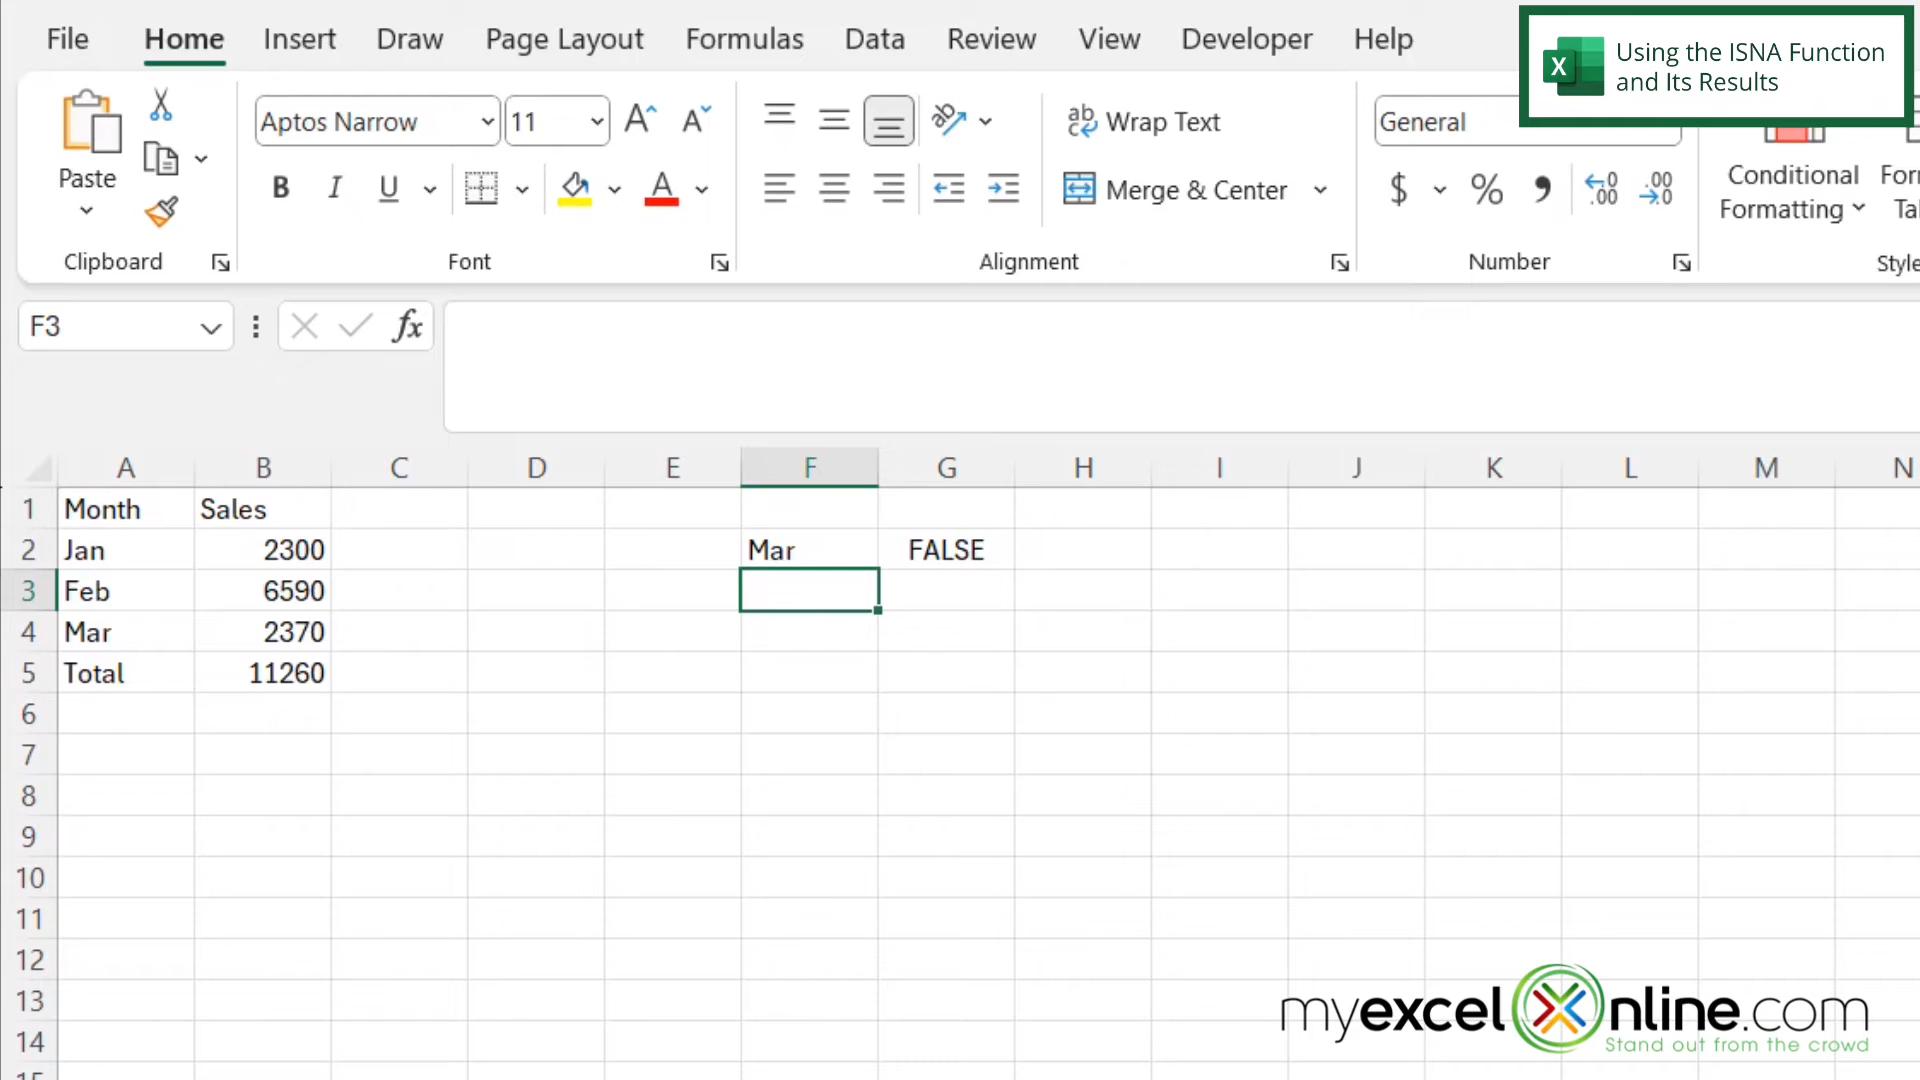 File Home Insert Draw Page Layout Formulas Data Review View Developer Help
Using the ISNA Function
and Its Results
Paste
Clipboard
Aptos Narrow 11
B I U A
Font
Wrap Text
Merge & Center
Alignment
General
$ % , .00 .00
Number
Conditional
Formatting
F3
fx
A B C D E F G H I J K L M N
1 Month Sales
2 Jan 2300 Mar FALSE
3 Feb 6590
4 Mar 2370
5 Total 11260
6
7
8
9
10
11
12
13
14
myexcelonline.com
Stand out from the crowd